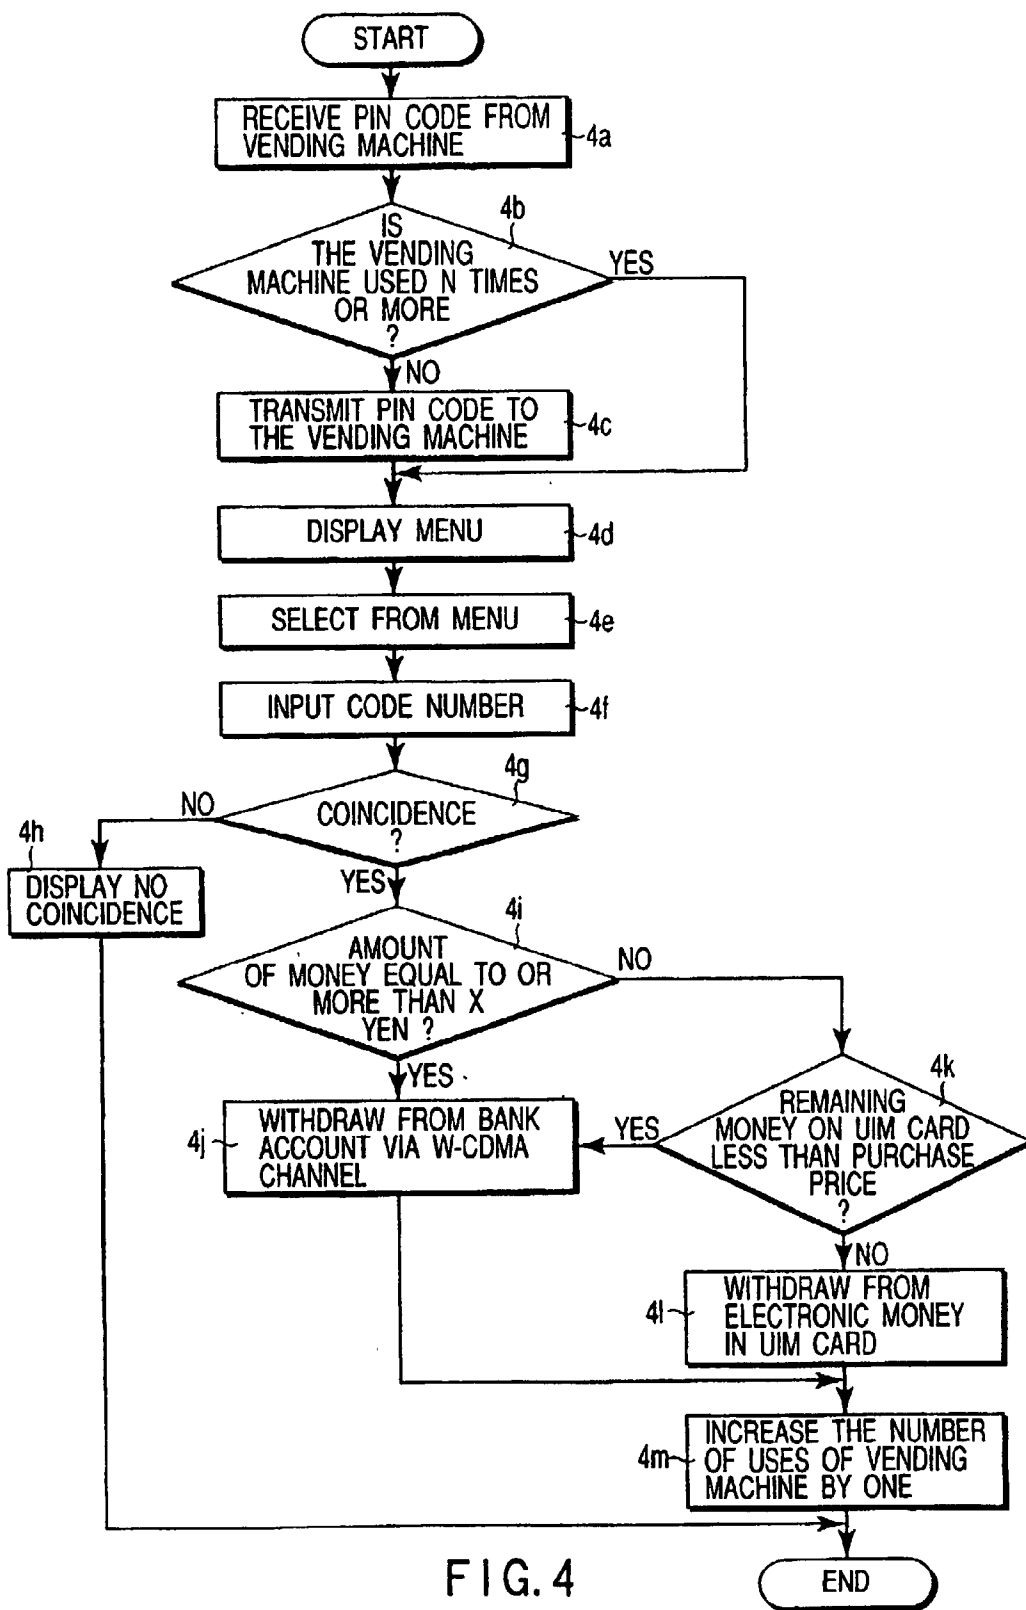 START
RECEIVE PIN CODE FROM
VENDING MACHINE
4a
4b
IS
THE VENDING
MACHINE USED N TIMES
OR MORE
?
YES
NO
TRANSMIT PIN CODE TO
THE VENDING MACHINE
4c
DISPLAY MENU
4d
SELECT FROM MENU
4e
INPUT CODE NUMBER
4f
4g
COINCIDENCE
?
NO
4h
DISPLAY NO
COINCIDENCE
YES
4i
AMOUNT
OF MONEY EQUAL TO OR
MORE THAN X
YEN ?
NO
YES
4j
WITHDRAW FROM BANK
ACCOUNT VIA W-CDMA
CHANNEL
4k
REMAINING
MONEY ON UIM CARD
LESS THAN PURCHASE
PRICE
?
YES
NO
4l
WITHDRAW FROM
ELECTRONIC MONEY
IN UIM CARD
4m
INCREASE THE NUMBER
OF USES OF VENDING
MACHINE BY ONE
END
FIG. 4